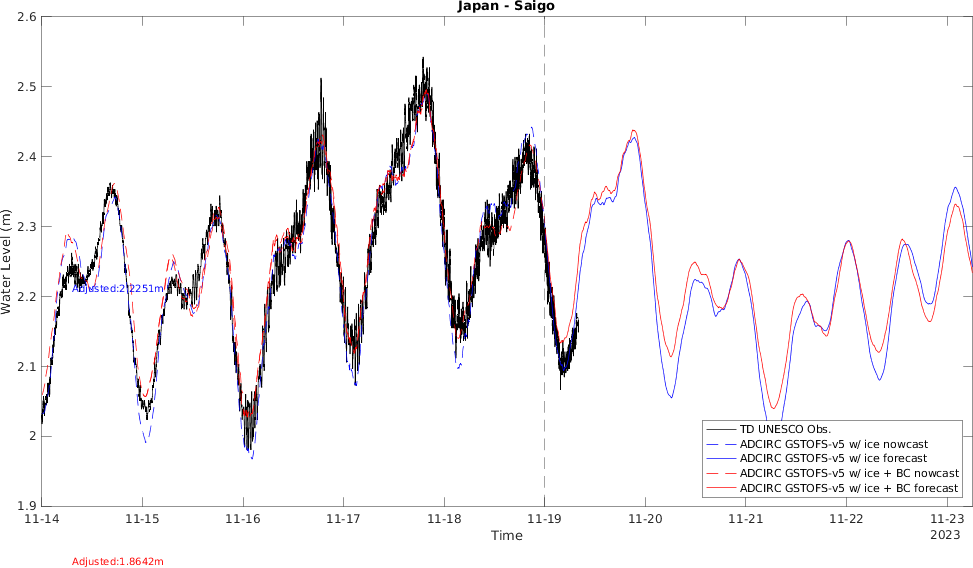 Japan - Saigo
Water Level (m)
2.6
2.5
2.4
2.3
2.2
2.1
2
1.9
Adjusted:2.2251m
TD UNESCO Obs.
ADCIRC GSTOFS-v5 w/ ice nowcast
ADCIRC GSTOFS-v5 w/ ice forecast
ADCIRC GSTOFS-v5 w/ ice + BC nowcast
ADCIRC GSTOFS-v5 w/ ice + BC forecast
11-14 11-15 11-16 11-17 11-18 11-19 11-20 11-21 11-22 11-23
2023
Time
Adjusted:1.8642m